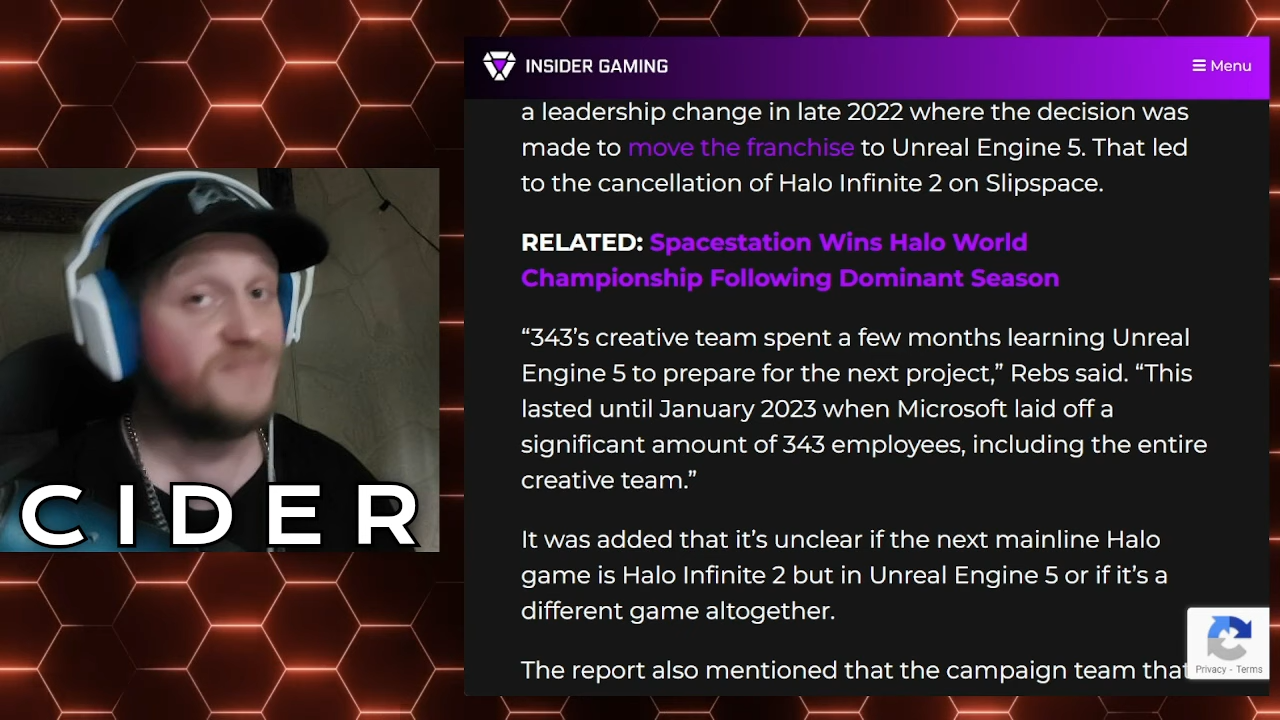 INSIDER GAMING
Menu
a leadership change in late 2022 where the decision was
made to move the franchise to Unreal Engine 5. That led
to the cancellation of Halo Infinite 2 on Slipspace.
RELATED: Spacestation Wins Halo World
Championship Following Dominant Season
“343’s creative team spent a few months learning Unreal
Engine 5 to prepare for the next project,” Rebs said. “This
lasted until January 2023 when Microsoft laid off a
significant amount of 343 employees, including the entire
creative team.”
It was added that it’s unclear if the next mainline Halo
game is Halo Infinite 2 but in Unreal Engine 5 or if it’s a
different game altogether.
The report also mentioned that the campaign team that
Privacy - Terms
CIDER